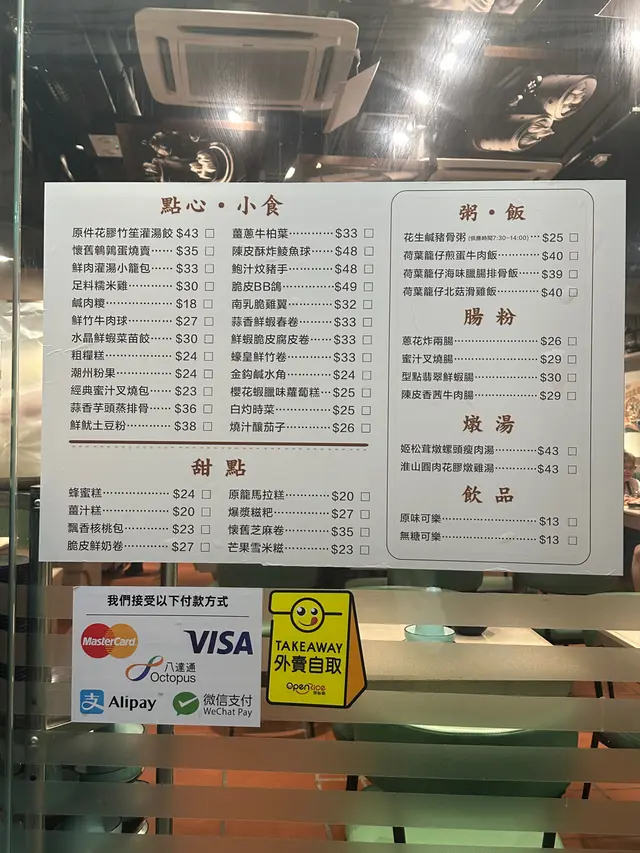 點心·小食
原件花膠竹笙灌湯餃 $43
懷舊鵪鶉蛋燒賣 $35
鮮肉灌湯小籠包 $33
足料糯米雞 $30
鹹肉糭 $18
鮮竹牛肉球 $27
水晶鮮蝦菜苗餃 $30
粗糧糕 $24
潮州粉果 $24
經典蜜汁叉燒包 $23
蒜香芋頭蒸排骨 $36
鮮魷土豆粉 $38
薑蔥牛柏葉 $33
陳皮酥炸鯪魚球 $48
鮑汁炆豬手 $48
脆皮BB鴿 $49
南乳脆雞翼 $32
蒜香鮮蝦春卷 $33
鮮蝦脆皮腐皮卷 $33
蠔皇鮮竹卷 $33
金鈎鹹水角 $24
櫻花蝦臘味蘿蔔糕 $25
白灼時菜 $25
燒汁釀茄子 $26
甜點
蜂蜜糕 $24
薑汁糕 $20
飄香核桃包 $23
脆皮鮮奶卷 $27
原籠馬拉糕 $20
爆漿糍粑 $27
懷舊芝麻卷 $35
芒果雪米糍 $23
粥·飯
花生鹹豬骨粥 (供應時間7:30-14:00) $25
荷葉籠仔煎蛋牛肉飯 $40
荷葉籠仔海味臘腸排骨飯 $39
荷葉籠仔北菇滑雞飯 $40
腸粉
蔥花炸兩腸 $26
蜜汁叉燒腸 $29
型點翡翠鮮蝦腸 $30
陳皮香茜牛肉腸 $29
燉湯
姬松茸燉螺頭瘦肉湯 $43
淮山圓肉花膠燉雞湯 $43
飲品
原味可樂 $13
無糖可樂 $13
我們接受以下付款方式
MasterCard
VISA
八達通
Octopus
支
Alipay
微信支付
WeChat Pay
TAKEAWAY
外賣自取
OpenRice